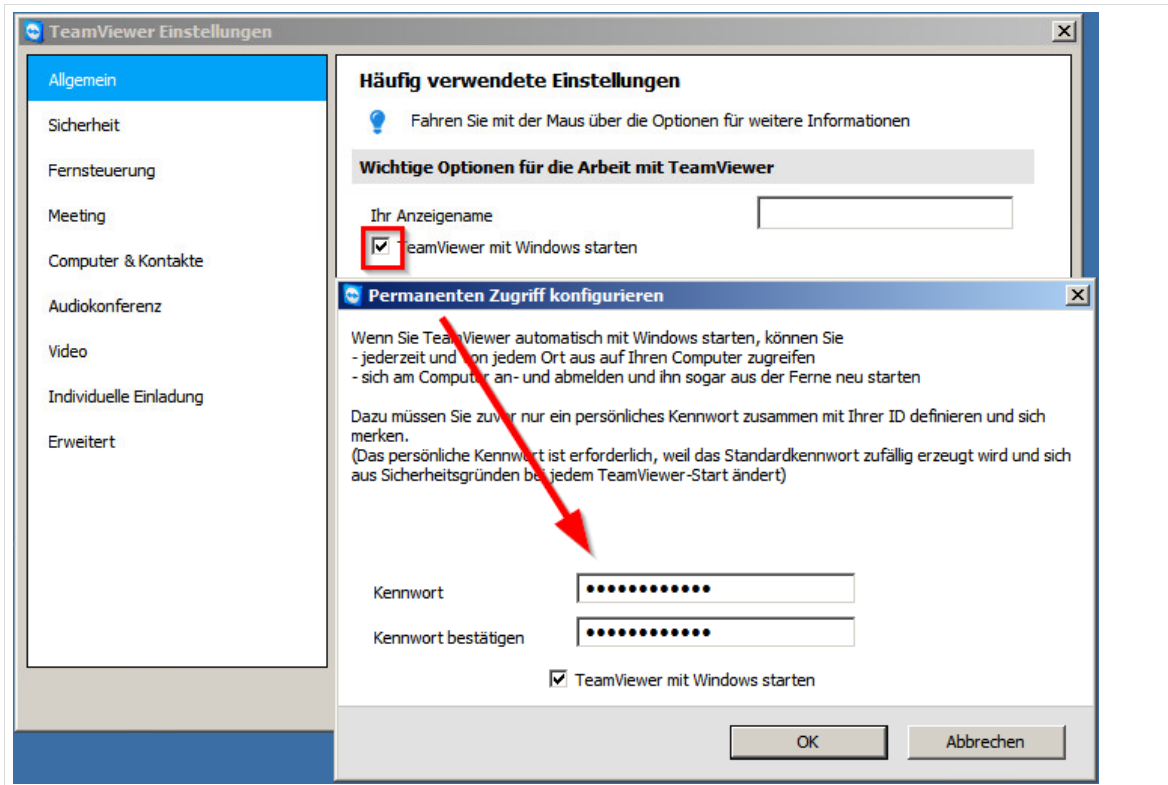 TeamViewer Einstellungen
Allgemein
Sicherheit
Fernsteuerung
Meeting
Computer & Kontakte
Audiokonferenz
Video
Individuelle Einladung
Erweitert
Häufig verwendete Einstellungen
Fahren Sie mit der Maus über die Optionen für weitere Informationen
Wichtige Optionen für die Arbeit mit TeamViewer
Ihr Anzeigename
TeamViewer mit Windows starten
Permanenten Zugriff konfigurieren
Wenn Sie TeamViewer automatisch mit Windows starten, können Sie
- jederzeit und von jedem Ort aus auf Ihren Computer zugreifen
- sich am Computer an- und abmelden und ihn sogar aus der Ferne neu starten
Dazu müssen Sie zuvor nur ein persönliches Kennwort zusammen mit Ihrer ID definieren und sich
merken.
(Das persönliche Kennwort ist erforderlich, weil das Standardkennwort zufällig erzeugt wird und sich
aus Sicherheitsgründen bei jedem TeamViewer-Start ändert)
Kennwort
Kennwort bestätigen
TeamViewer mit Windows starten
OK
Abbrechen